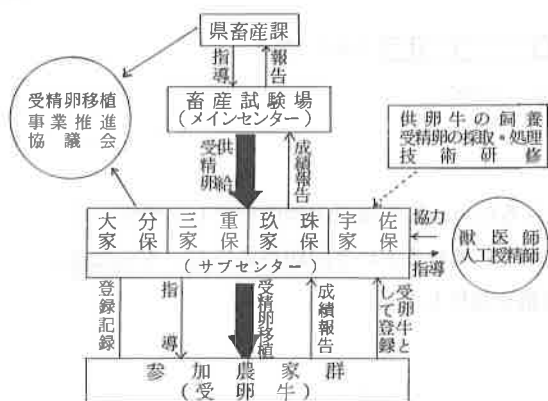 県畜産課
指導
報告
受精卵移植
事業推進
協議会
畜産試験場
(メインセンター)
供卵牛の飼養
受精卵の採取・処理
技術研修
受精卵
供給
成績報告
大分家保
三重家保
玖珠家保
宇佐家保
(サブセンター)
協力
指導
獣医師
人工授精師
登録記録
指導
受精卵移植
成績報告
受卵牛と
して登録
参加農家群
(受卵牛)